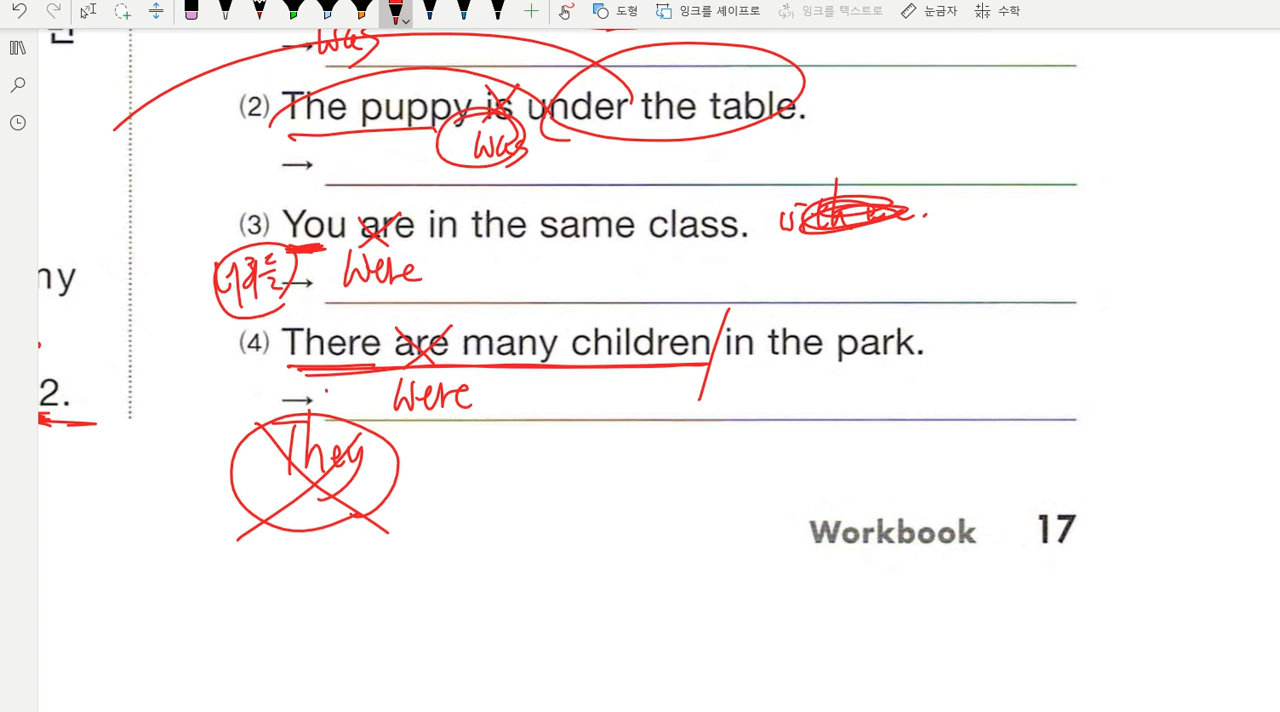 도형 잉크를 셰이프로 잉크를 텍스트로 눈금자 수학
→ was
(2) The puppy is under the table.
was
→
(3) You are in the same class.
너희들 → were
ny
(4) There are many children in the park.
2.
→ were
They
Workbook 17